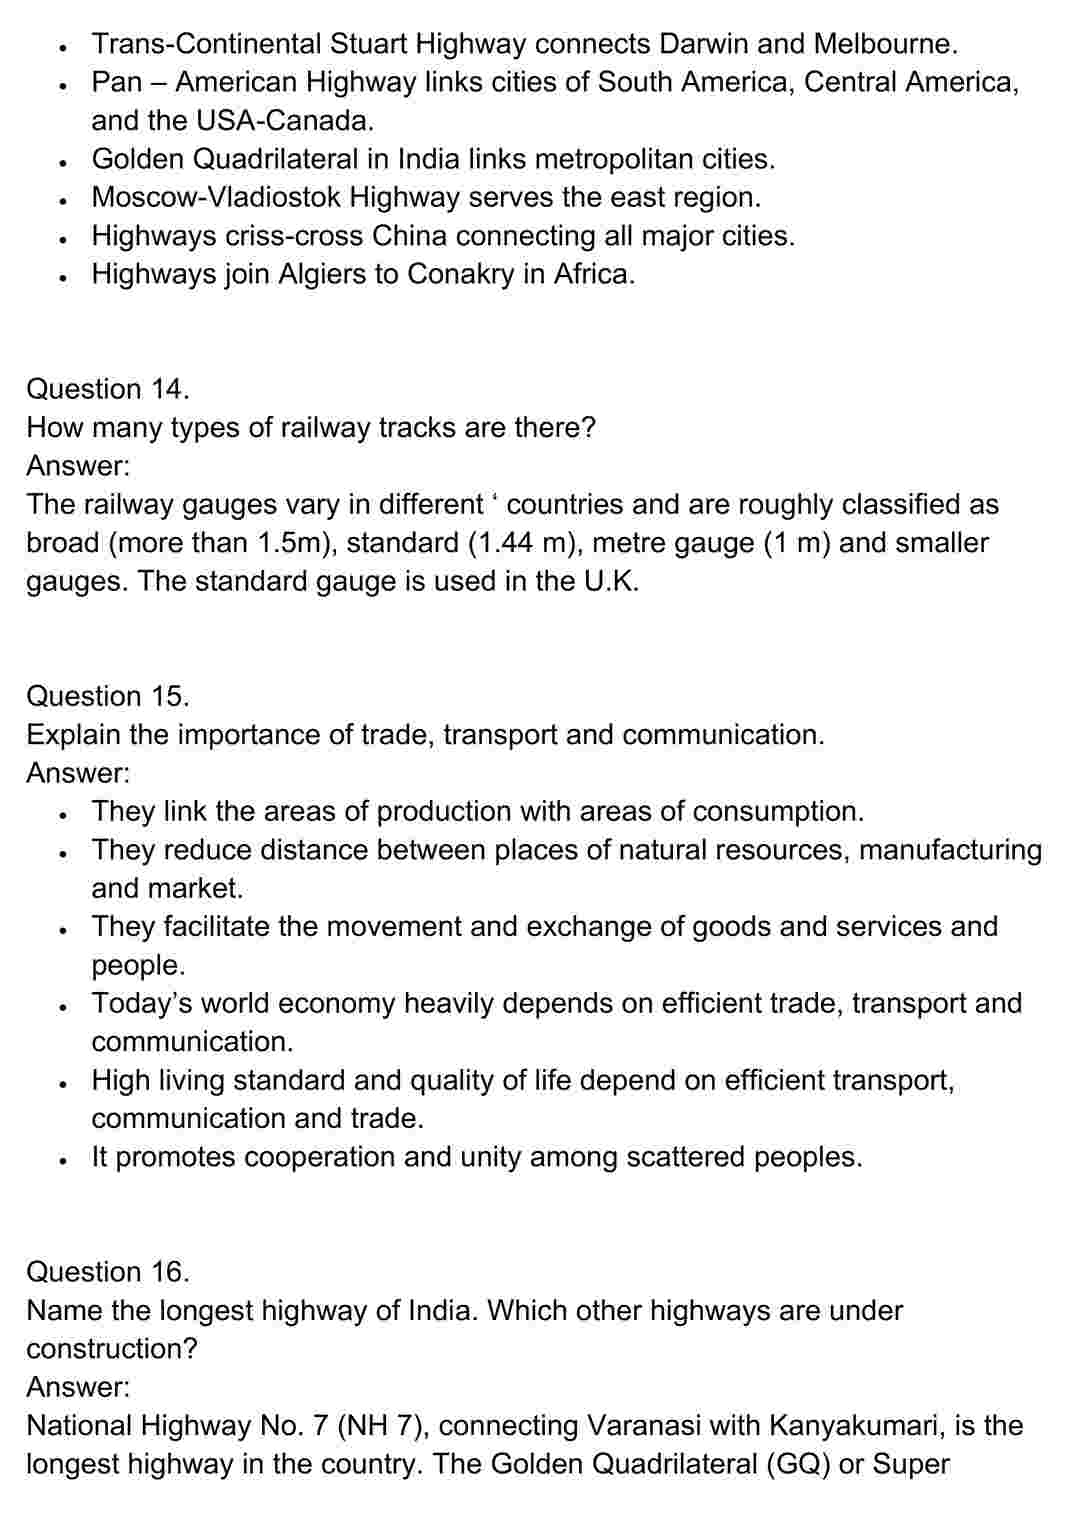 • Trans-Continental Stuart Highway connects Darwin and Melbourne.
• Pan – American Highway links cities of South America, Central America,
and the USA-Canada.
• Golden Quadrilateral in India links metropolitan cities.
• Moscow-Vladiostok Highway serves the east region.
• Highways criss-cross China connecting all major cities.
• Highways join Algiers to Conakry in Africa.
Question 14.
How many types of railway tracks are there?
Answer:
The railway gauges vary in different ‘ countries and are roughly classified as
broad (more than 1.5m), standard (1.44 m), metre gauge (1 m) and smaller
gauges. The standard gauge is used in the U.K.
Question 15.
Explain the importance of trade, transport and communication.
Answer:
• They link the areas of production with areas of consumption.
• They reduce distance between places of natural resources, manufacturing
and market.
• They facilitate the movement and exchange of goods and services and
people.
• Today’s world economy heavily depends on efficient trade, transport and
communication.
• High living standard and quality of life depend on efficient transport,
communication and trade.
• It promotes cooperation and unity among scattered peoples.
Question 16.
Name the longest highway of India. Which other highways are under
construction?
Answer:
National Highway No. 7 (NH 7), connecting Varanasi with Kanyakumari, is the
longest highway in the country. The Golden Quadrilateral (GQ) or Super